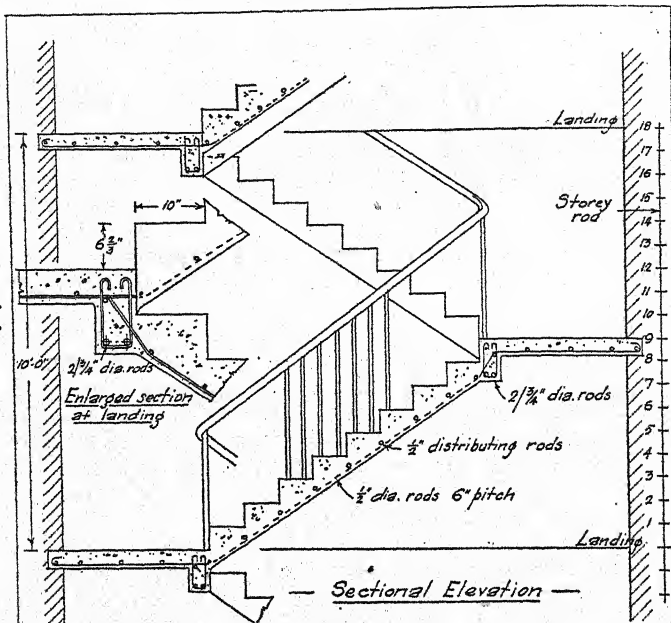 Landing
18
17
16
Storey
rod
15
14
13
12
11
10
9
8
7
6
5
4
3
2
1
10"
6 2/3"
10'-0"
2/3/4" dia. rods
Enlarged section
at landing
2/3/4" dia. rods
1/2" distributing rods
1/2" dia. rods 6" pitch
Landing
— Sectional Elevation —